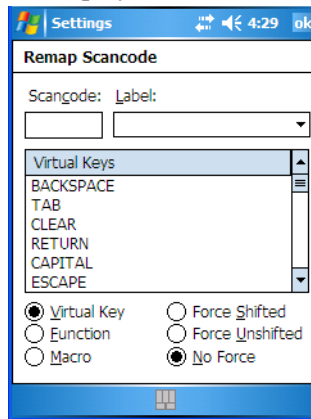 Settings 4:29 ok
Remap Scancode
Scancode: Label:
Virtual Keys
BACKSPACE
TAB
CLEAR
RETURN
CAPITAL
ESCAPE
Virtual Key Force Shifted
Function Force Unshifted
Macro No Force